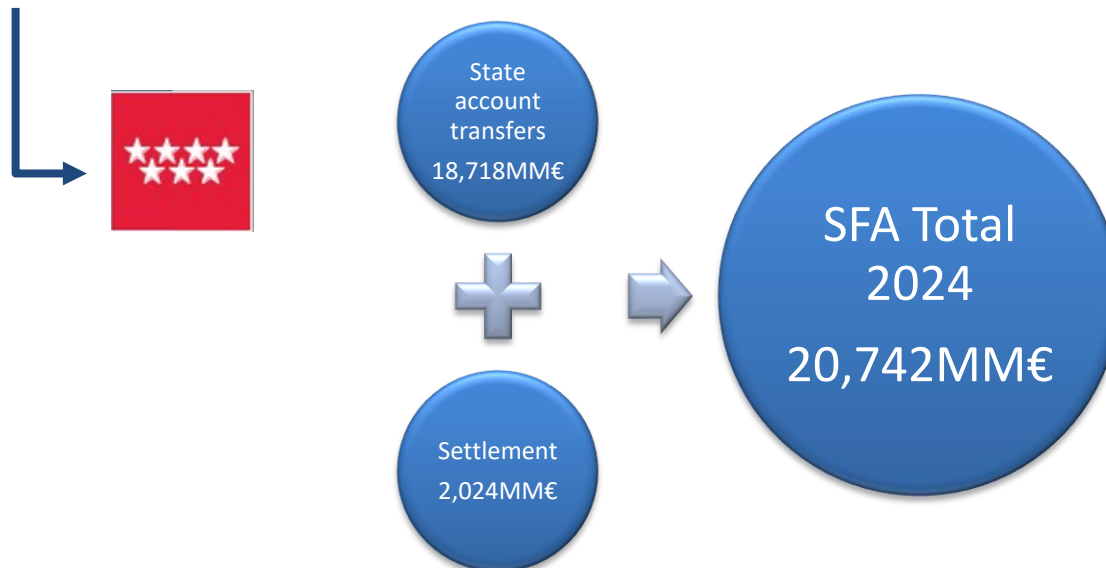 State
account
transfers
18,718MM€
Settlement
2,024MM€
SFA Total
2024
20,742MM€